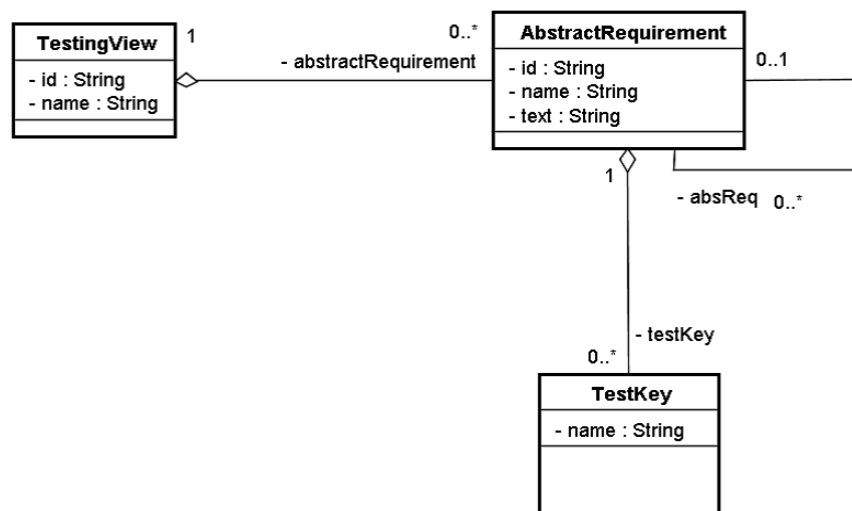 TestingView
- id : String
- name : String
1
0..*
- abstractRequirement
AbstractRequirement
- id : String
- name : String
- text : String
0..1
1
- absReq
0..*
- testKey
0..*
TestKey
- name : String